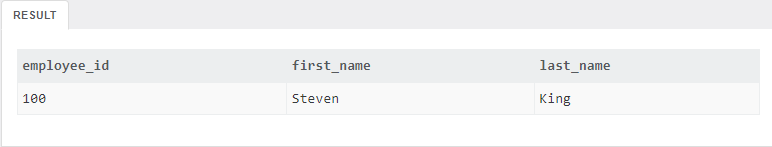 RESULT
employee_id first_name last_name
100 Steven King